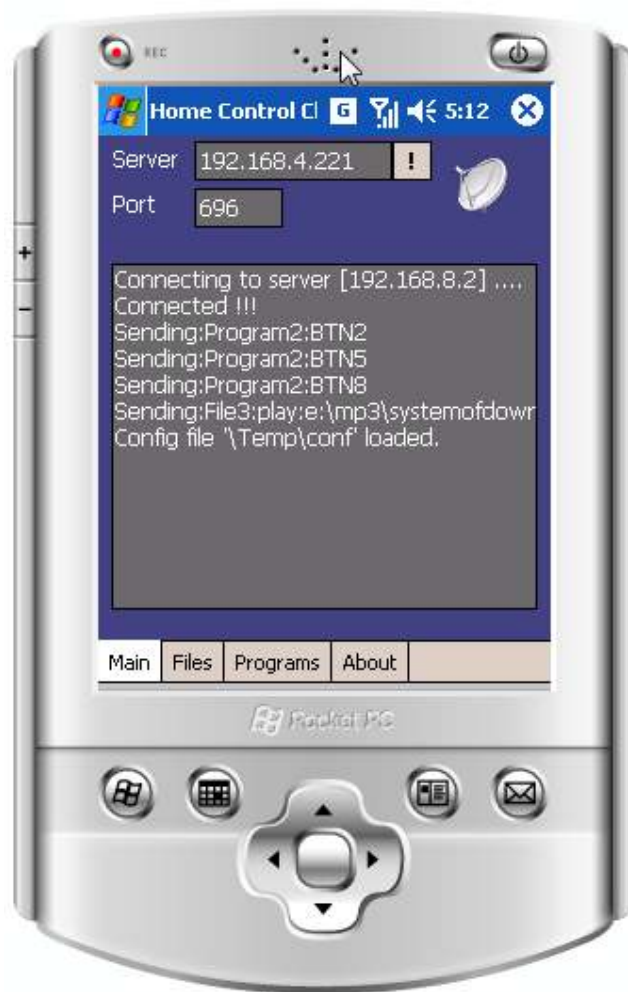 REC
Home Control Cl G 5:12
Server 192.168.4.221 !
Port 696
Connecting to server [192.168.8.2] ....
Connected !!!
Sending:Program2:BTN2
Sending:Program2:BTN5
Sending:Program2:BTN8
Sending:File3:play:e:\mp3\systemofdowr
Config file '\Temp\conf' loaded.
Main Files Programs About
Pocket PC
+
-